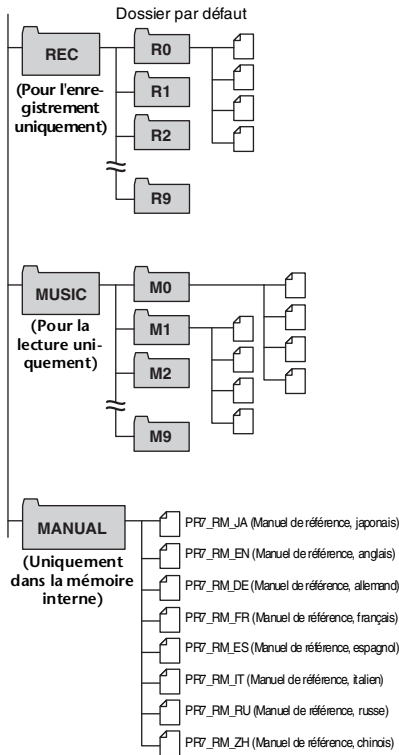 Dossier par défaut
REC
R0
(Pour l'enre-
gistrement
uniquement)
R1
R2
R9
MUSIC
M0
(Pour la
lecture uni-
quement)
M1
M2
M9
MANUAL
(Uniquement
dans la mémoire
interne)
PR7_RM_JA (Manuel de référence, japonais)
PR7_RM_EN (Manuel de référence, anglais)
PR7_RM_DE (Manuel de référence, allemand)
PR7_RM_FR (Manuel de référence, français)
PR7_RM_ES (Manuel de référence, espagnol)
PR7_RM_IT (Manuel de référence, italien)
PR7_RM_RU (Manuel de référence, russe)
PR7_RM_ZH (Manuel de référence, chinois)